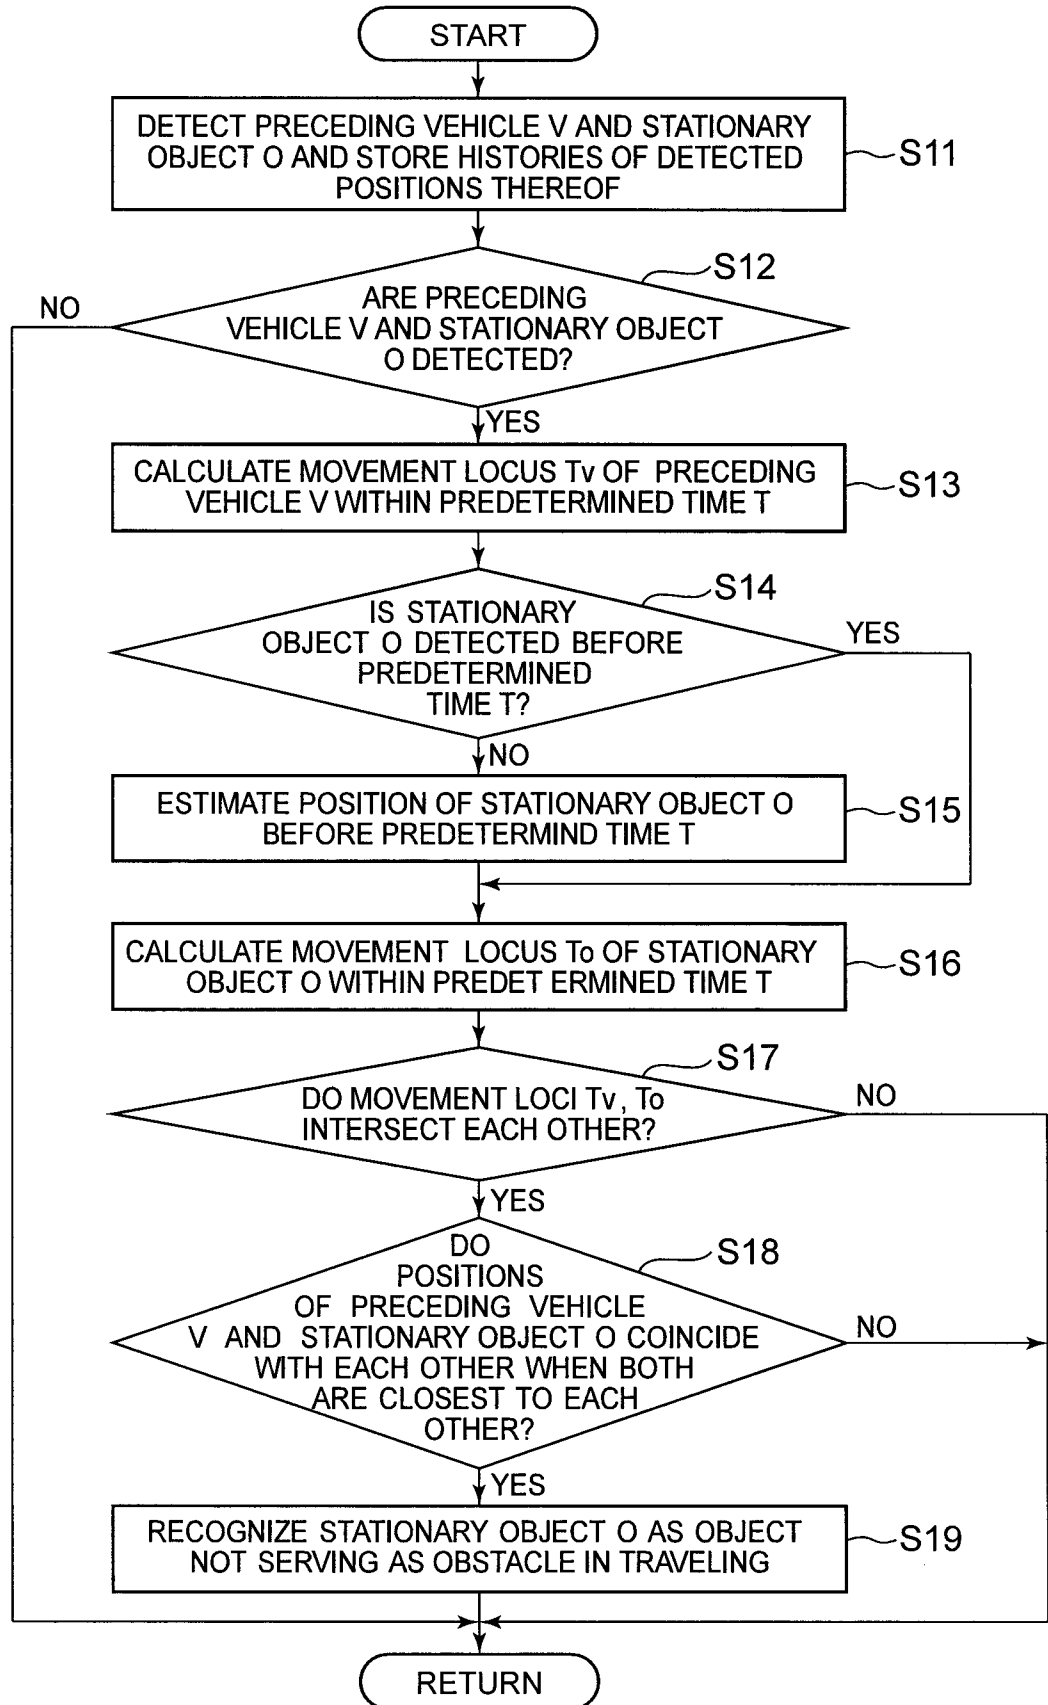 START
DETECT PRECEDING VEHICLE V AND STATIONARY
OBJECT O AND STORE HISTORIES OF DETECTED
POSITIONS THEREOF
S11
S12
NO
ARE PRECEDING
VEHICLE V AND STATIONARY OBJECT
O DETECTED?
YES
CALCULATE MOVEMENT LOCUS Tv OF PRECEDING
VEHICLE V WITHIN PREDETERMINED TIME T
S13
S14
IS STATIONARY
OBJECT O DETECTED BEFORE
PREDETERMINED
TIME T?
YES
NO
ESTIMATE POSITION OF STATIONARY OBJECT O
BEFORE PREDETERMIND TIME T
S15
CALCULATE MOVEMENT LOCUS To OF STATIONARY
OBJECT O WITHIN PREDET ERMINED TIME T
S16
S17
DO MOVEMENT LOCI Tv, To
INTERSECT EACH OTHER?
NO
YES
S18
DO
POSITIONS
OF PRECEDING VEHICLE
V AND STATIONARY OBJECT O COINCIDE
WITH EACH OTHER WHEN BOTH
ARE CLOSEST TO EACH
OTHER?
NO
YES
RECOGNIZE STATIONARY OBJECT O AS OBJECT
NOT SERVING AS OBSTACLE IN TRAVELING
S19
RETURN